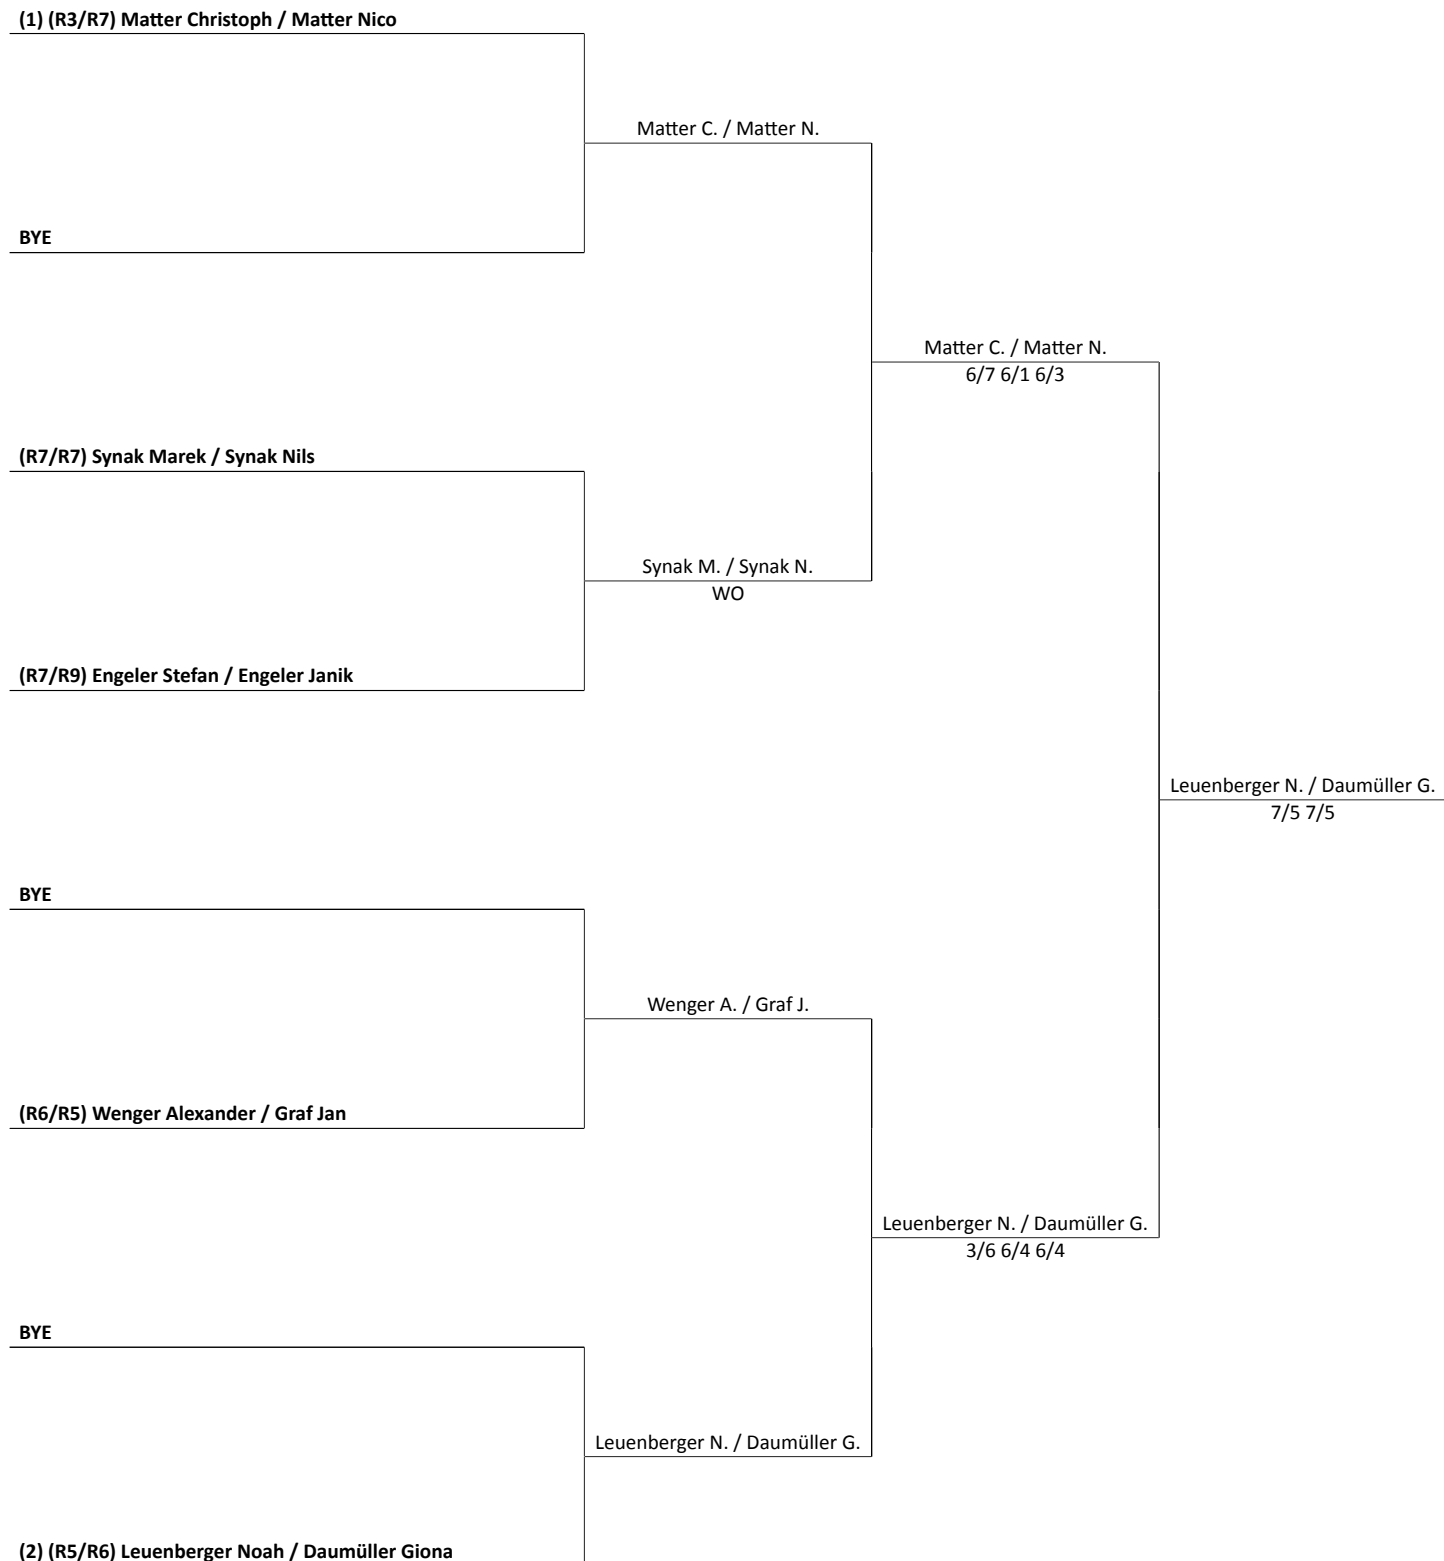 (1) (R3/R7) Matter Christoph / Matter Nico
Matter C. / Matter N.
BYE
Matter C. / Matter N.
6/7 6/1 6/3
(R7/R7) Synak Marek / Synak Nils
Synak M. / Synak N.
WO
(R7/R9) Engeler Stefan / Engeler Janik
Leuenberger N. / Daumüller G.
7/5 7/5
BYE
Wenger A. / Graf J.
(R6/R5) Wenger Alexander / Graf Jan
Leuenberger N. / Daumüller G.
3/6 6/4 6/4
BYE
Leuenberger N. / Daumüller G.
(2) (R5/R6) Leuenberger Noah / Daumüller Giona